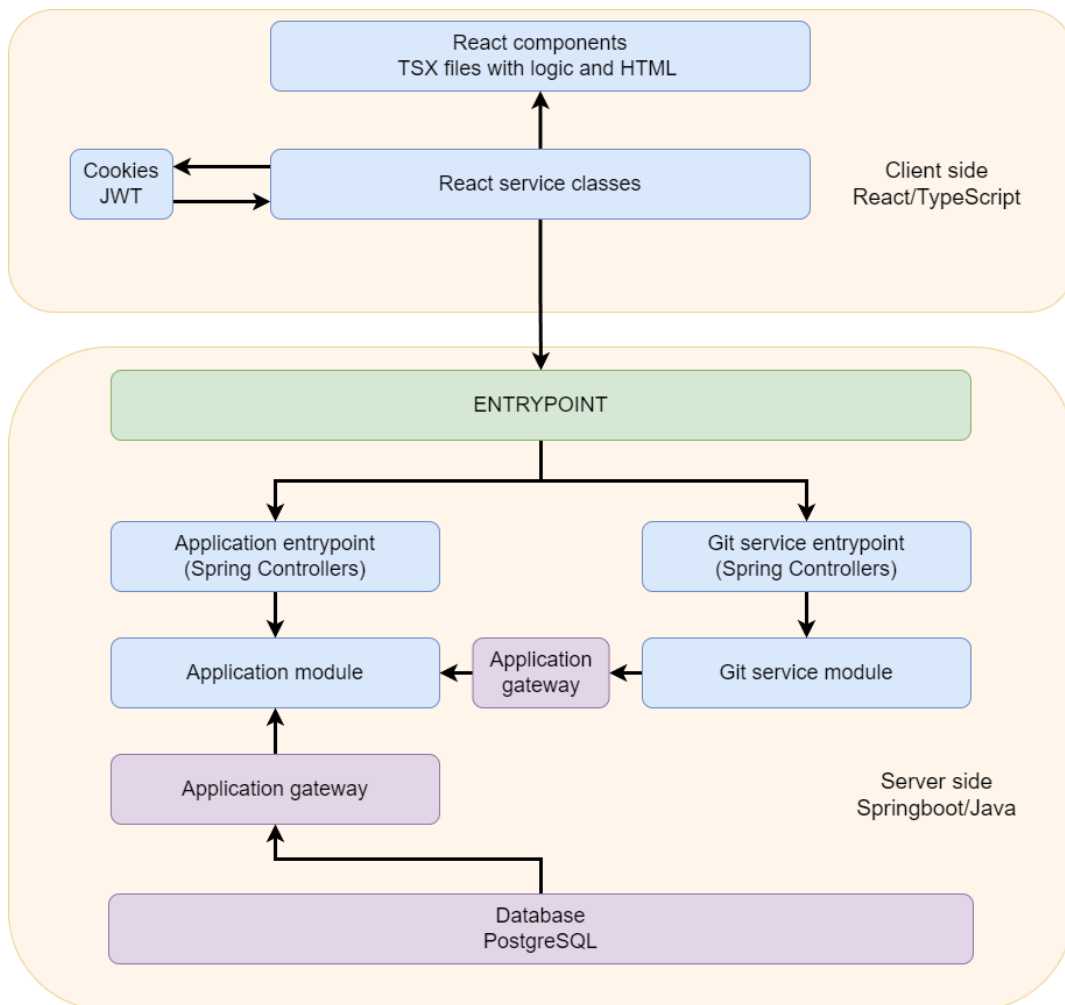 React components
TSX files with logic and HTML
Cookies
JWT
React service classes
Client side
React/TypeScript
ENTRYPOINT
Application entrypoint
(Spring Controllers)
Git service entrypoint
(Spring Controllers)
Application module
Application
gateway
Git service module
Application gateway
Server side
Springboot/Java
Database
PostgreSQL